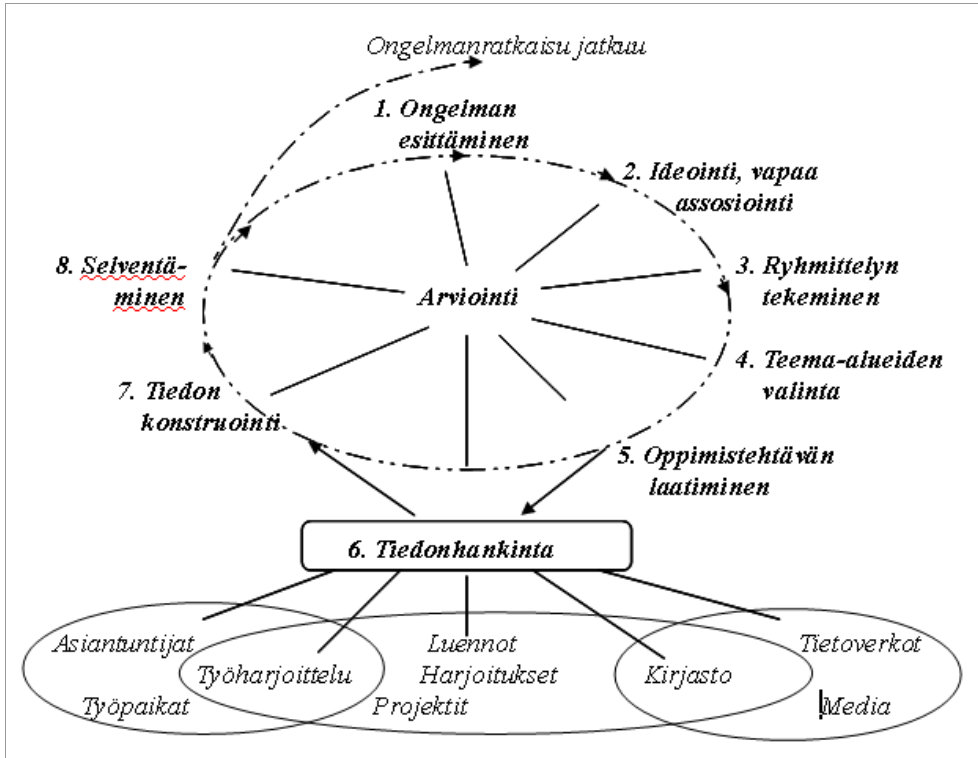 Ongelmanratkaisu jatkuu
1. Ongelman
esittäminen
2. Ideointi, vapaa
assosiointi
8. Selventä-
minen
Arviointi
3. Ryhmittelyn
tekeminen
4. Teema-alueiden
valinta
7. Tiedon
konstruointi
5. Oppimistehtävän
laatiminen
6. Tiedonhankinta
Asiantuntijat
Luennot
Tietoverkot
Työharjoittelu
Harjoitukset
Kirjasto
Työpaikat
Projektit
Media